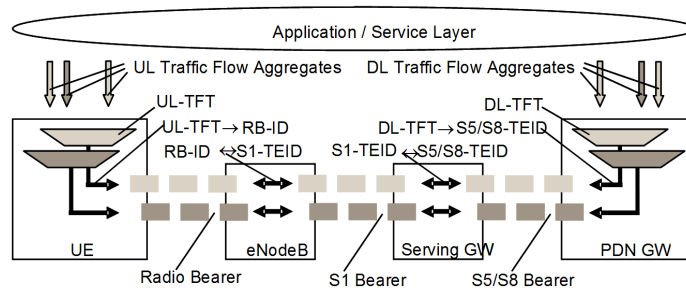 Application / Service Layer
UL Traffic Flow Aggregates
DL Traffic Flow Aggregates
UL-TFT
DL-TFT
UL-TFT → RB-ID
DL-TFT → S5/S8-TEID
RB-ID ↔ S1-TEID
S1-TEID ↔ S5/S8-TEID
UE
eNodeB
Serving GW
PDN GW
Radio Bearer
S1 Bearer
S5/S8 Bearer